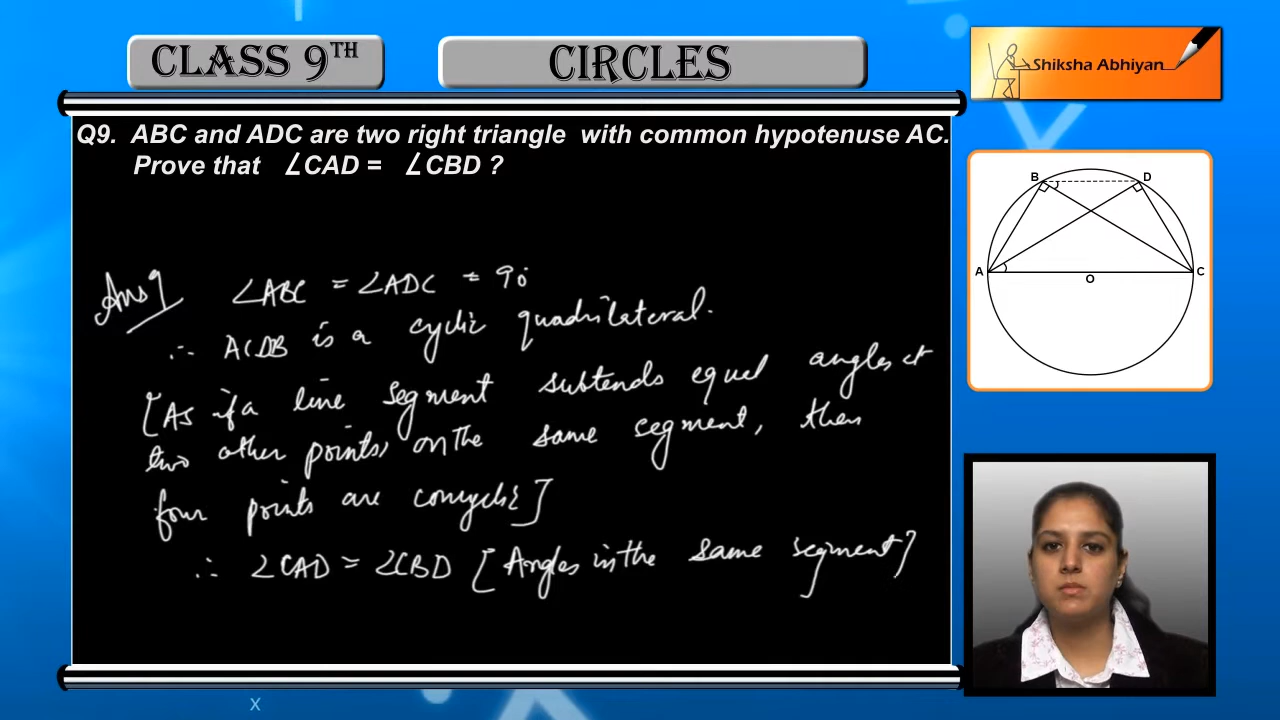 CLASS 9TH
CIRCLES
Shiksha Abhiyan
Q9. ABC and ADC are two right triangle with common hypotenuse AC.
Prove that ∠CAD = ∠CBD ?
Ans 9 ∠ABC = ∠ADC = 90°
∴ ACDB is a cyclic quadrilateral.
[As if a line segment subtends equal angles at
two other points, on the same segment, then
four points are concyclic]
∴ ∠CAD = ∠CBD [Angles in the same segment]
B D
A C
O
X